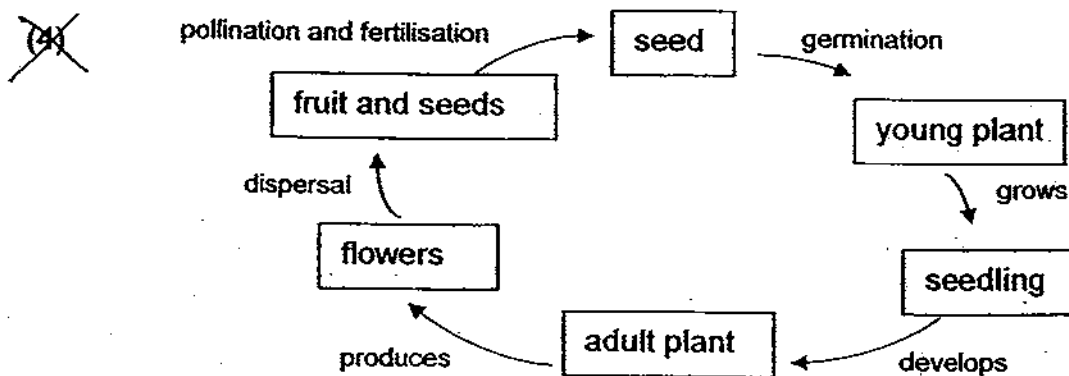 (4)
pollination and fertilisation
seed
germination
fruit and seeds
young plant
dispersal
grows
flowers
seedling
adult plant
produces
develops